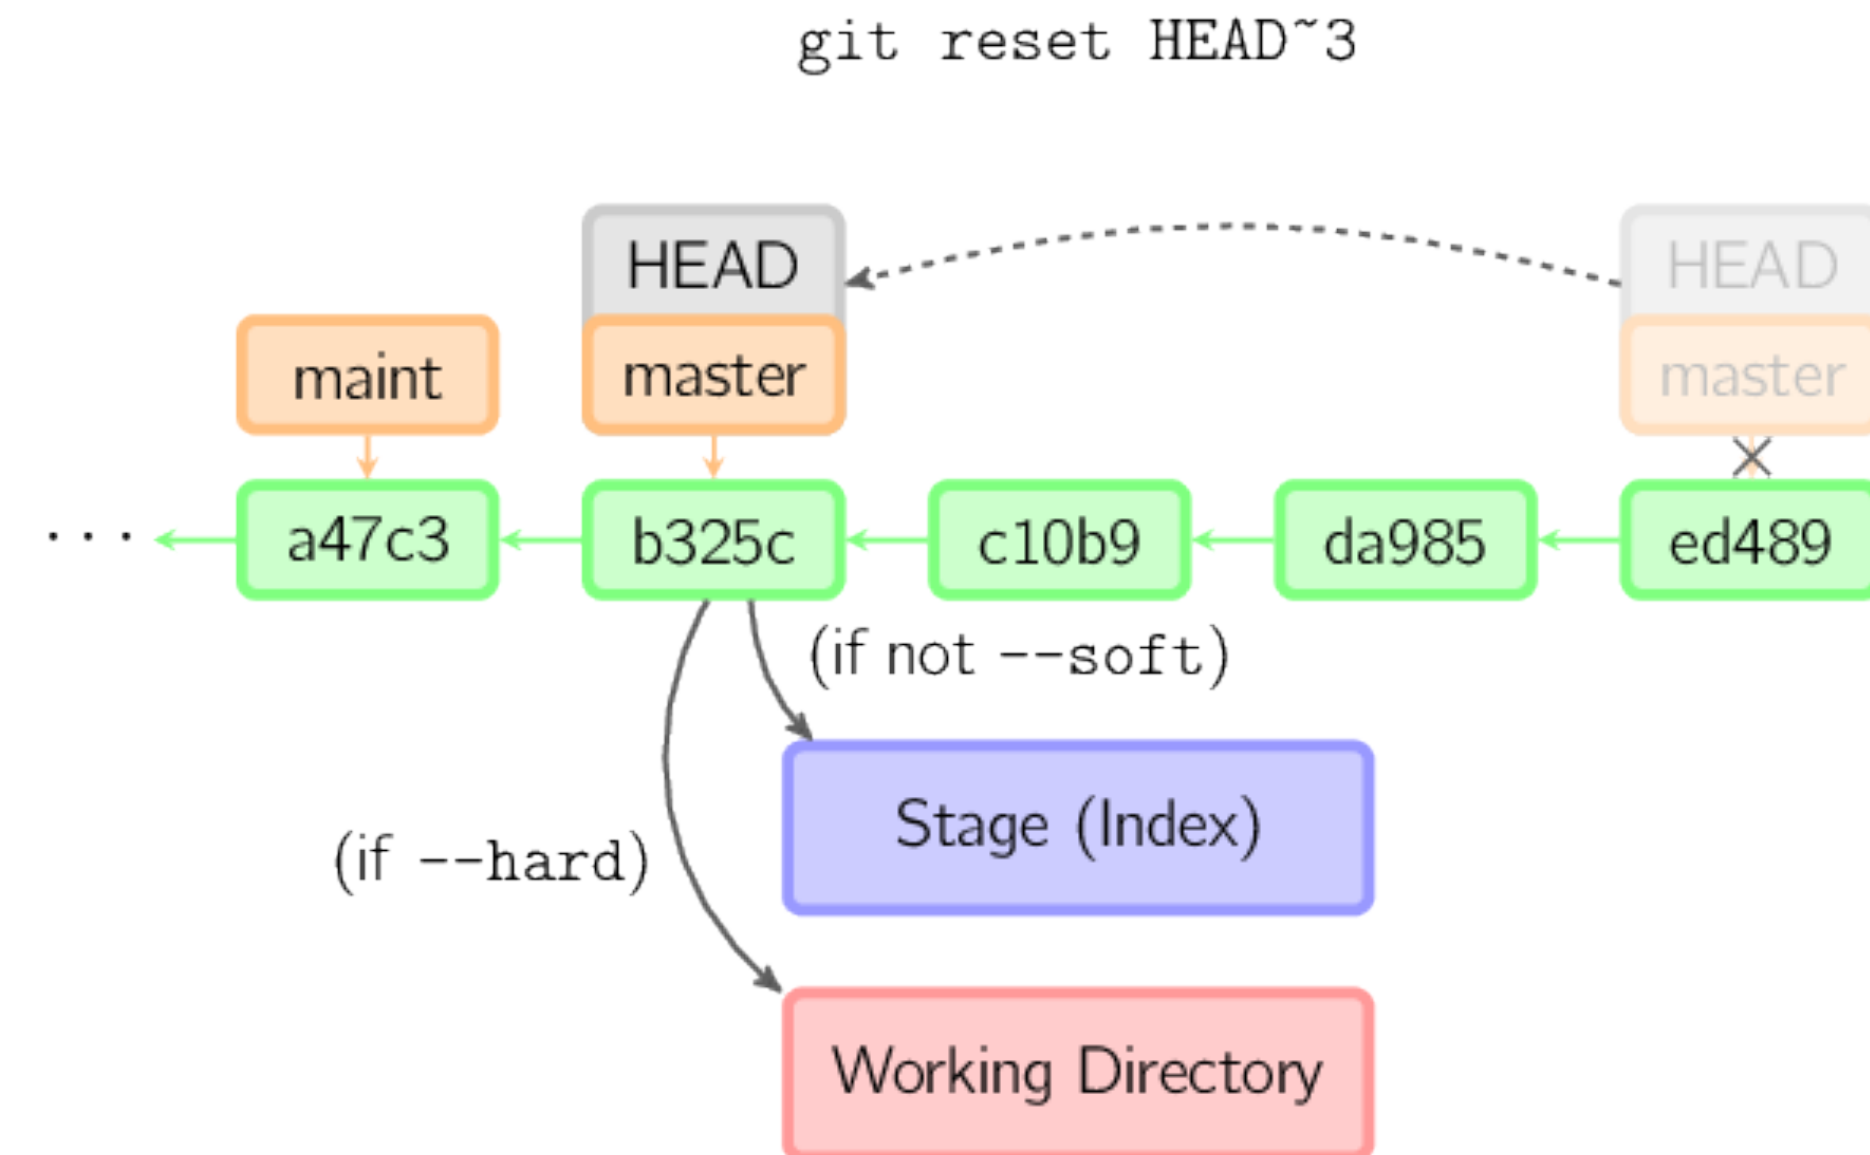 git reset HEAD~3
HEAD
HEAD
maint
master
master
...
a47c3
b325c
c10b9
da985
ed489
(if not --soft)
Stage (Index)
(if --hard)
Working Directory